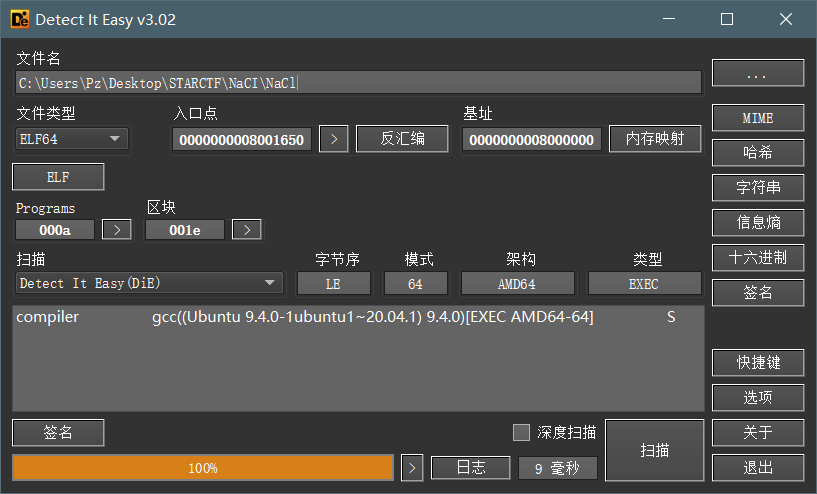 Detect It Easy v3.02
文件名
C:\Users\Pz\Desktop\STARCTF\NaCI\NaCl
...
文件类型
入口点
基址
ELF64
0000000008001650
>
反汇编
0000000008000000
内存映射
MIME
哈希
ELF
字符串
Programs
区块
000a
>
001e
>
信息熵
扫描
字节序
模式
架构
类型
十六进制
Detect It Easy(DiE)
LE
64
AMD64
EXEC
签名
compiler gcc((Ubuntu 9.4.0-1ubuntu1~20.04.1) 9.4.0)[EXEC AMD64-64] S
快捷键
选项
签名
深度扫描
扫描
关于
100%
>
日志
9 毫秒
退出